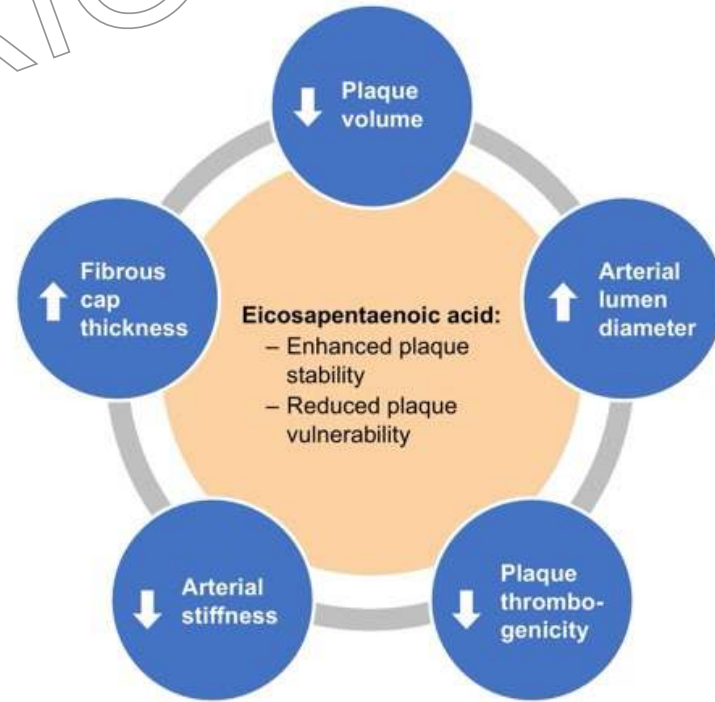 ↓ Plaque
volume
↑ Fibrous
cap
thickness
↑ Arterial
lumen
diameter
Eicosapentaenoic acid:
– Enhanced plaque
stability
– Reduced plaque
vulnerability
↓ Arterial
stiffness
↓ Plaque
thrombo-
genicity